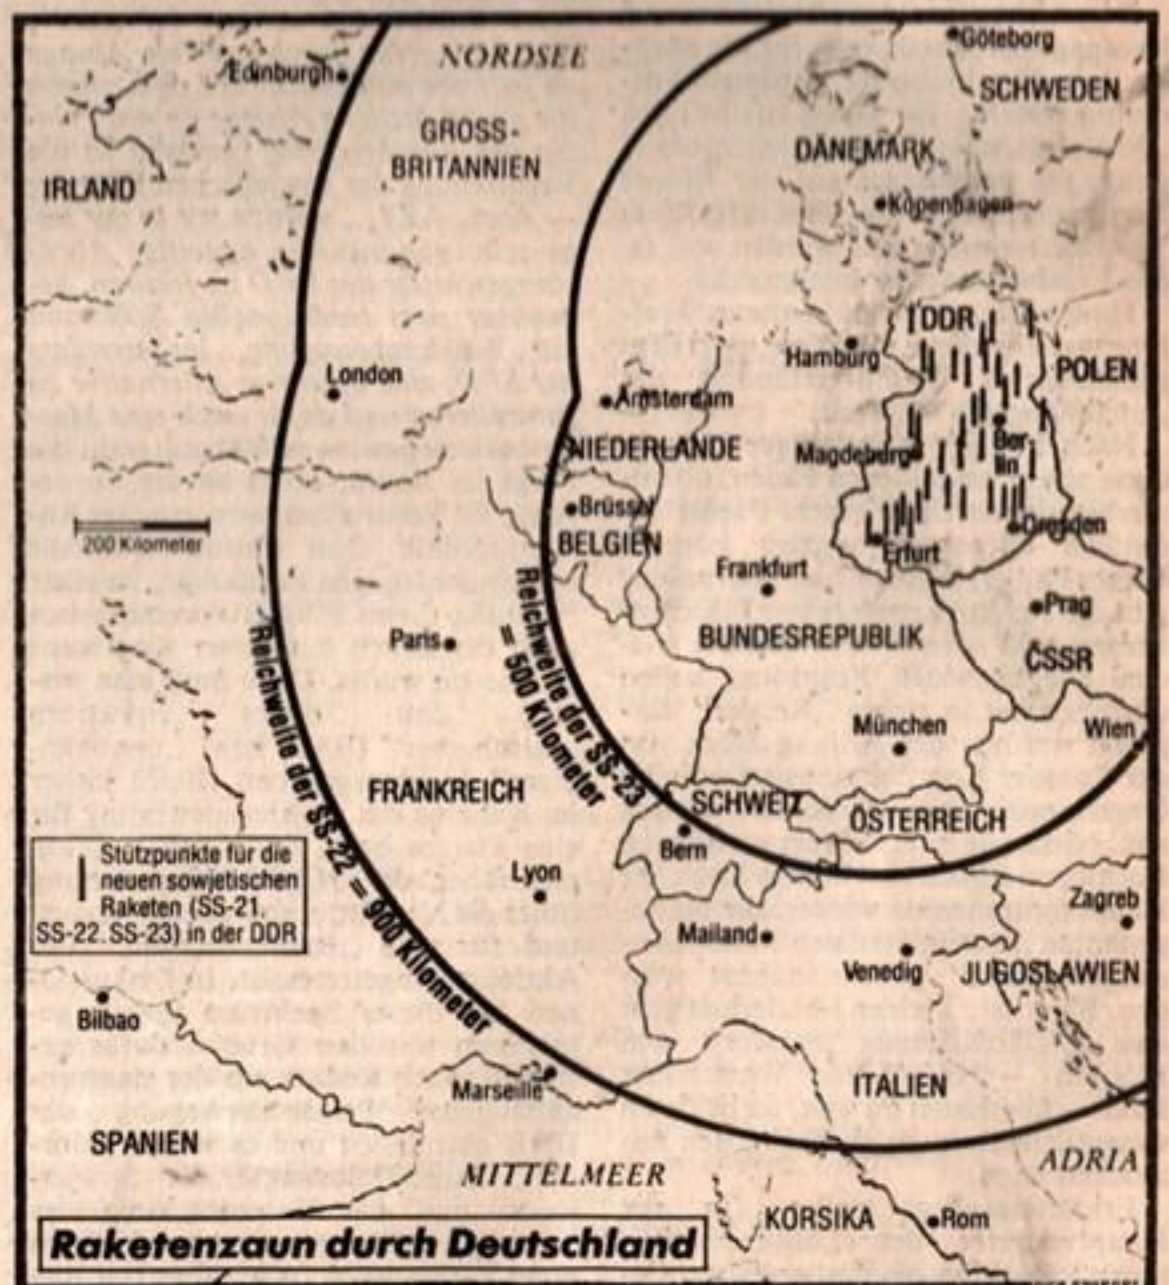 NORDSEE
Göteborg
Edinburgh
SCHWEDEN
GROSS-
BRITANNIEN
DÄNEMARK
IRLAND
Kopenhagen
DDR
Hamburg
POLEN
London
Amsterdam
NIEDERLANDE
Magdeburg
Ber-
lin
Brüssel
200 Kilometer
BELGIEN
Dresden
Erfurt
Frankfurt
Prag
Paris
BUNDESREPUBLIK
ČSSR
Reichweite der SS-23
= 500 Kilometer
Reichweite der SS-22 = 900 Kilometer
München
Wien
FRANKREICH
SCHWEIZ
ÖSTERREICH
Bern
Stützpunkte für die
neuen sowjetischen
Raketen (SS-21,
SS-22, SS-23) in der DDR
Lyon
Zagreb
Mailand
Venedig
JUGOSLAWIEN
Bilbao
Marseille
ITALIEN
SPANIEN
MITTELMEER
ADRIA
KORSIKA
Rom
Raketenzaun durch Deutschland